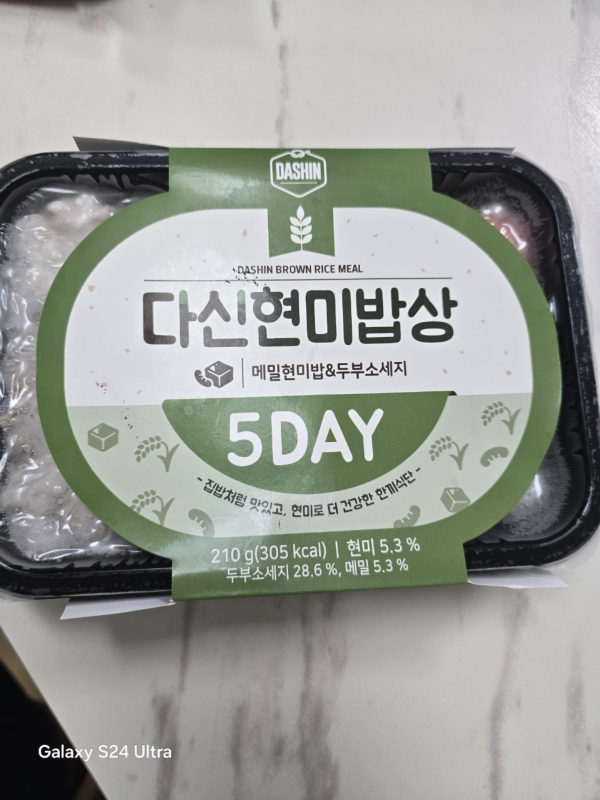 DASHIN
DASHIN BROWN RICE MEAL
다신현미밥상
메밀현미밥&두부소세지
5DAY
- 집밥처럼 맛있고, 현미로 더 건강한 한끼식단 -
210 g(305 kcal) | 현미 5.3 %
두부소세지 28.6 %, 메밀 5.3 %
Galaxy S24 Ultra